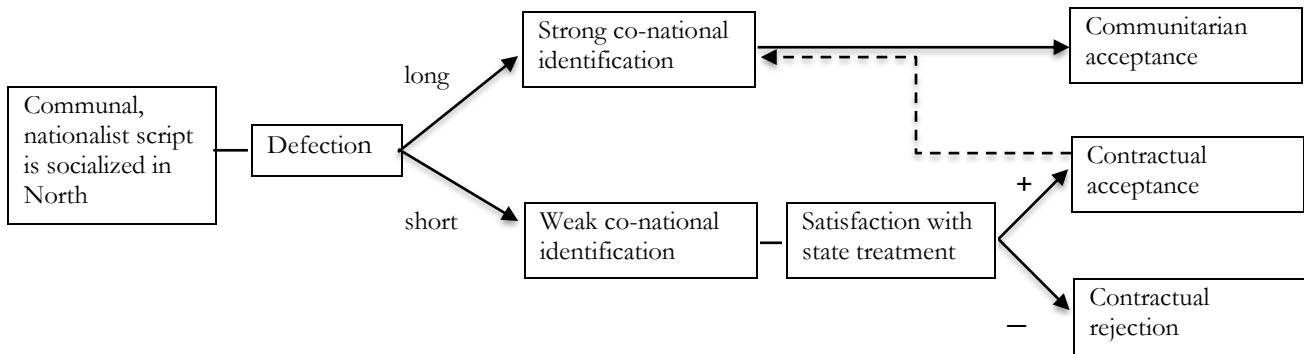 Communal,
nationalist script
is socialized in
North
Defection
long
short
Strong co-national
identification
Weak co-national
identification
Satisfaction with
state treatment
+
–
Communitarian
acceptance
Contractual
acceptance
Contractual
rejection